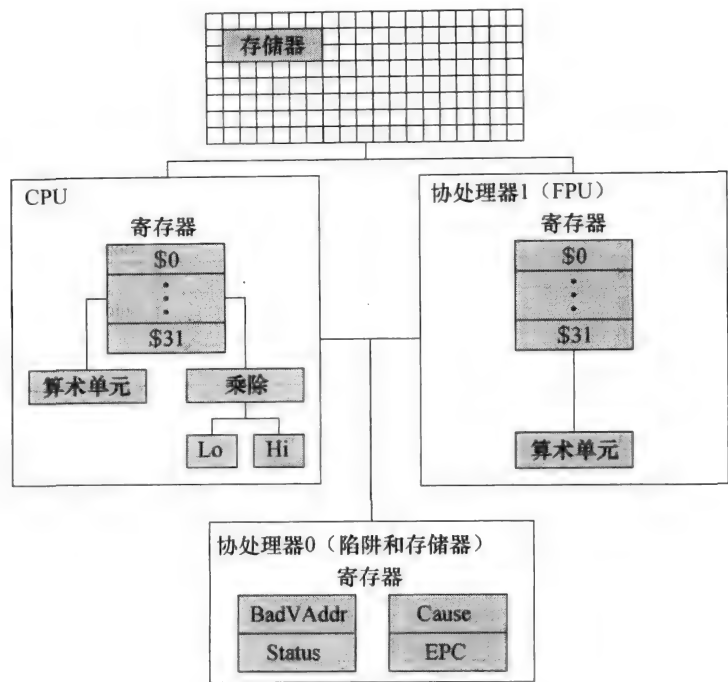 存储器
CPU
寄存器
$0
$31
算术单元
乘除
Lo
Hi
协处理器1（FPU）
寄存器
$0
$31
算术单元
协处理器0（陷阱和存储器）
寄存器
BadVAddr
Cause
Status
EPC